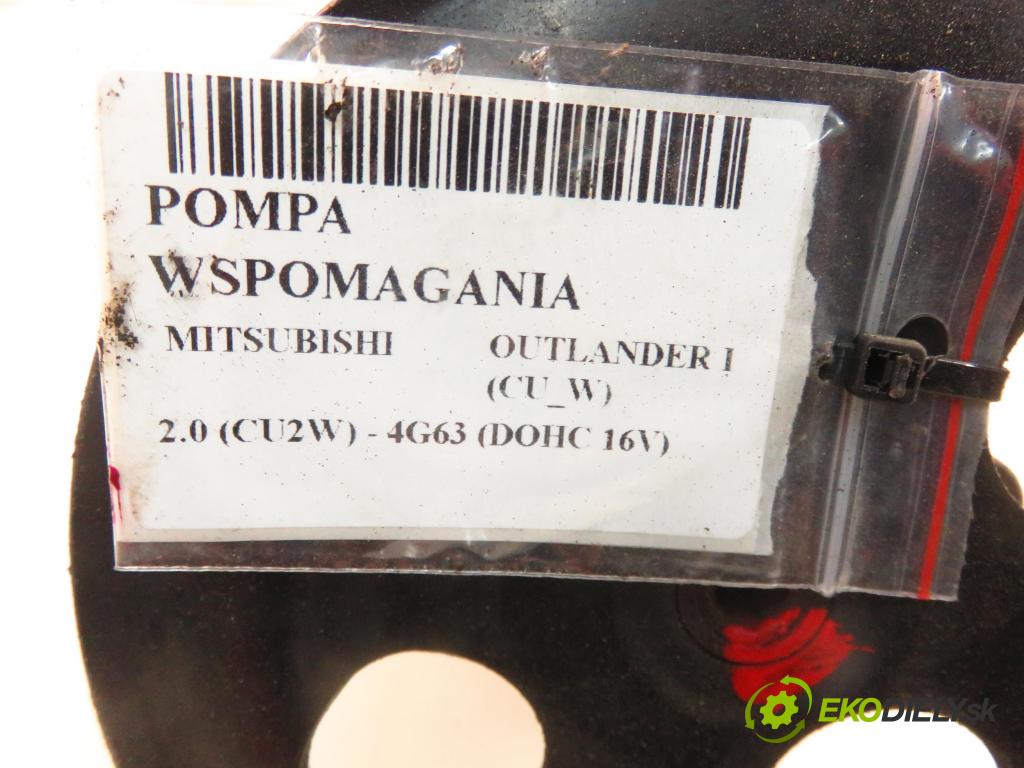 POMPA
WSPOMAGANIA
MITSUBISHI OUTLANDER I
(CU_W)
2.0 (CU2W) - 4G63 (DOHC 16V)
EKODIELY.sk